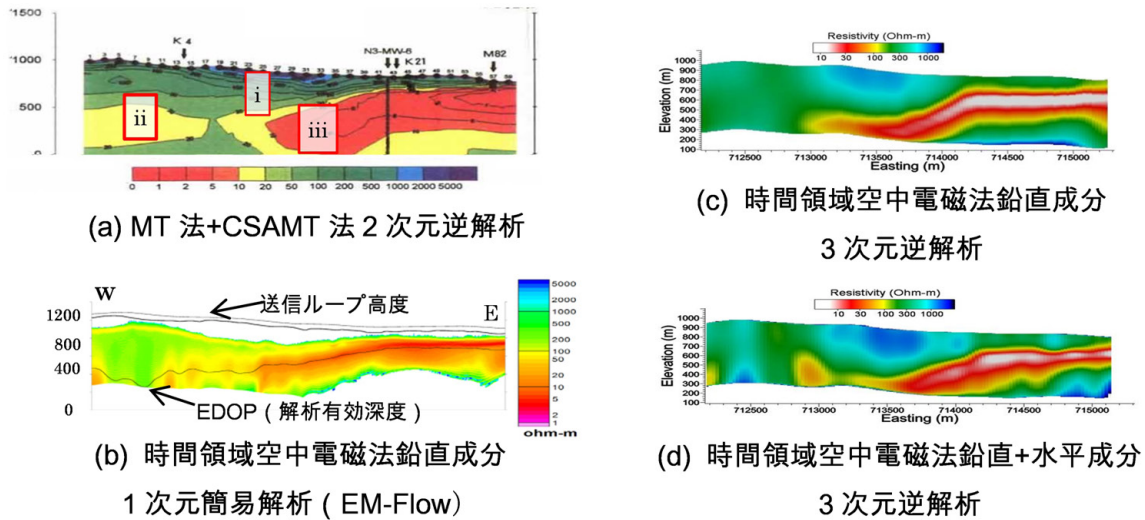 1500
1000
500
0
K 4
N3-MW-6
K 21
M82
i
ii
iii
0 1 2 5 10 20 50 100 200 500 1000 2000 5000
(a) MT 法+CSAMT 法 2 次元逆解析
W
E
送信ループ高度
1200
800
400
0
EDOP ( 解析有効深度 )
5000
2000
1000
500
200
100
50
20
10
5
2
1
ohm-m
(b) 時間領域空中電磁法鉛直成分
1 次元簡易解析 ( EM-Flow)
Resistivity (Ohm-m)
10 30 100 300 1000
Elevation (m)
1000
900
800
700
600
500
400
300
200
100
712500 713000 713500 714000 714500 715000
Easting (m)
(c) 時間領域空中電磁法鉛直成分
3 次元逆解析
Resistivity (Ohm-m)
10 30 100 300 1000
Elevation (m)
1000
900
800
700
600
500
400
300
200
100
712500 713000 713500 714000 714500 715000
Easting (m)
(d) 時間領域空中電磁法鉛直+水平成分
3 次元逆解析